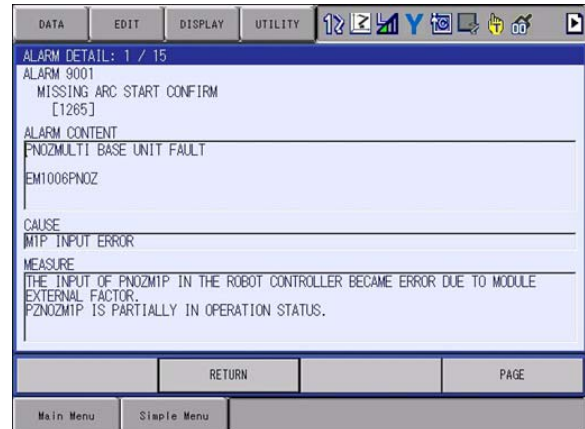 DATA EDIT DISPLAY UTILITY
ALARM DETAIL: 1 / 15
ALARM 9001
MISSING ARC START CONFIRM
[1265]
ALARM CONTENT
PNOZMULTI BASE UNIT FAULT
EM1006PNOZ
CAUSE
M1P INPUT ERROR
MEASURE
THE INPUT OF PNOZM1P IN THE ROBOT CONTROLLER BECAME ERROR DUE TO MODULE
EXTERNAL FACTOR.
PZNOZM1P IS PARTIALLY IN OPERATION STATUS.
RETURN PAGE
Main Menu Simple Menu